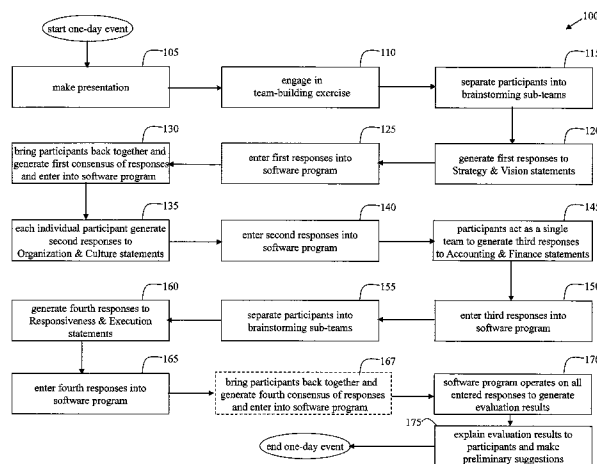 100
start one-day event
105
make presentation
110
engage in
team-building exercise
115
separate participants into
brainstorming sub-teams
130
bring participants back together and
generate first consensus of responses
and enter into software program
125
enter first responses into
software program
120
generate first responses to
Strategy & Vision statements
135
each individual participant generate
second responses to
Organization & Culture statements
140
enter second responses into
software program
145
participants act as a single
team to generate third responses
to Accounting & Finance statements
160
generate fourth responses to
Responsiveness & Execution
statements
155
separate participants into
brainstorming sub-teams
150
enter third responses into
software program
165
enter fourth responses into
software program
167
bring participants back together and
generate fourth consensus of responses
and enter into software program
170
software program operates on all
entered responses to generate
evaluation results
175
end one-day event
explain evaluation results to
participants and make
preliminary suggestions